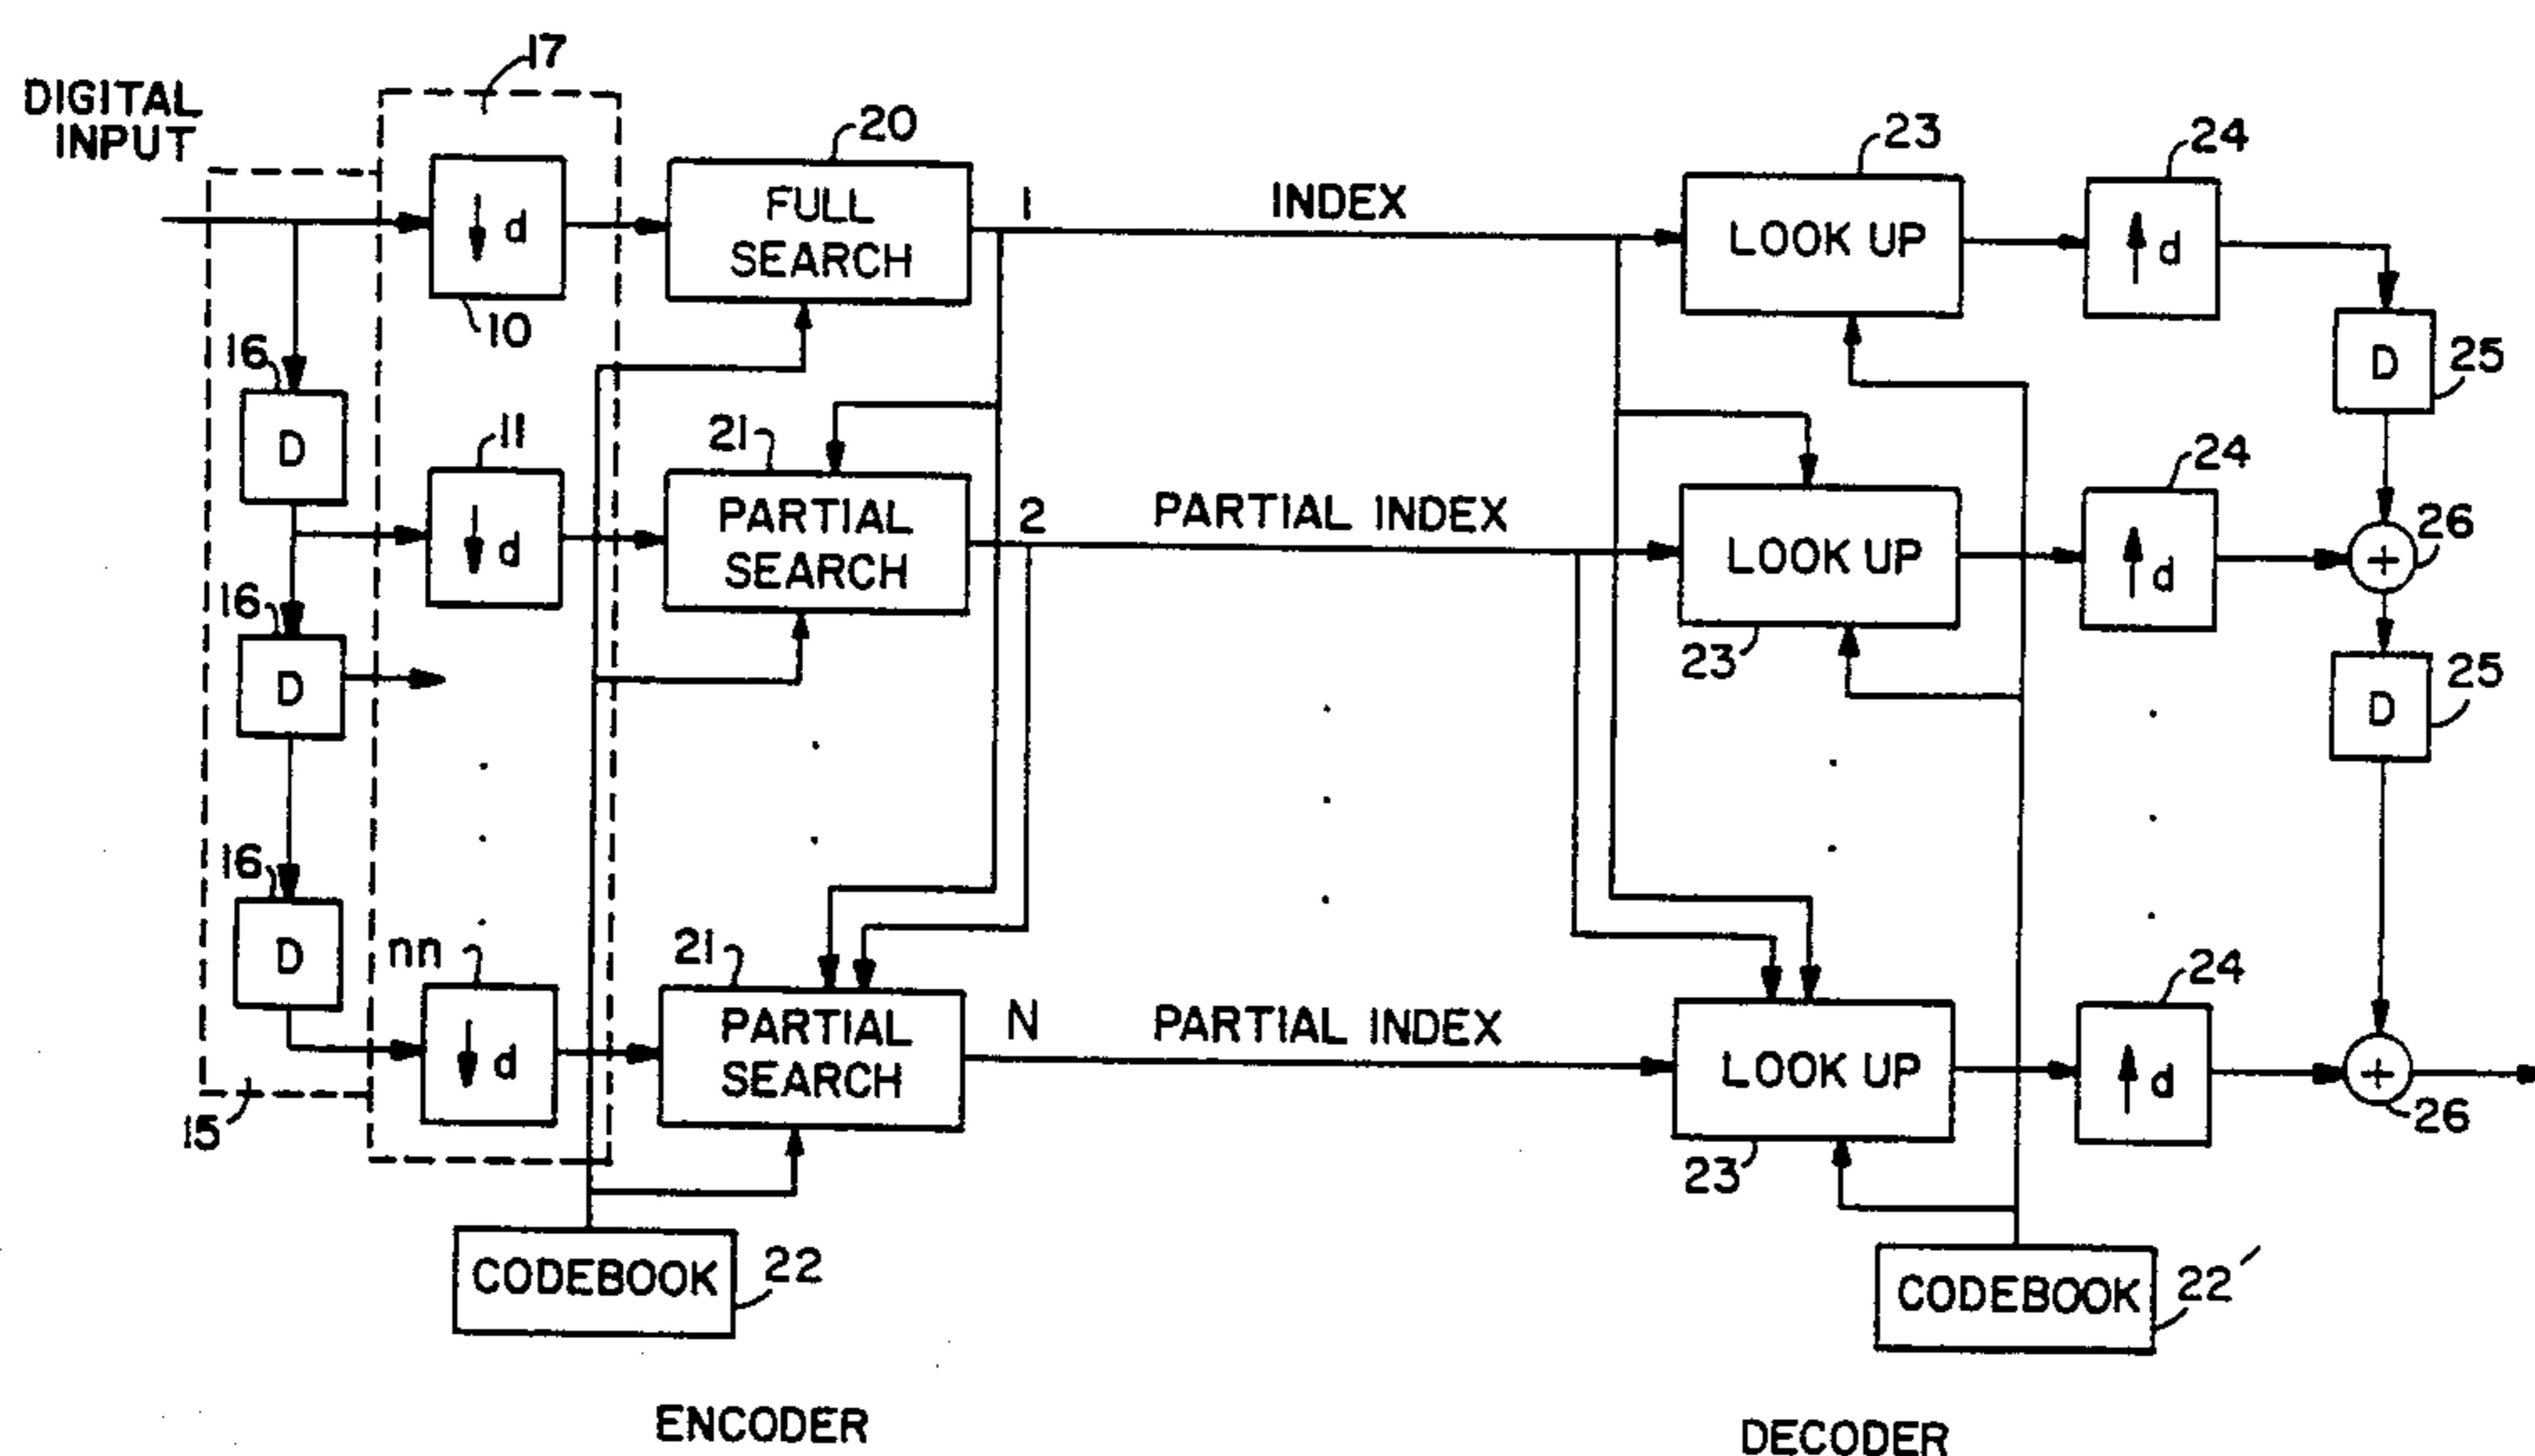 17
DIGITAL
INPUT
20
23
24
d
FULL
SEARCH
1
INDEX
LOOK UP
d
10
16
D
25
D
11
21
23
24
d
PARTIAL
SEARCH
2
PARTIAL INDEX
LOOK UP
d
+
26
16
D
23
D
25
16
D
nn
21
24
d
PARTIAL
SEARCH
N
PARTIAL INDEX
LOOK UP
d
+
26
15
23
CODEBOOK
22
CODEBOOK
22'
ENCODER
DECODER